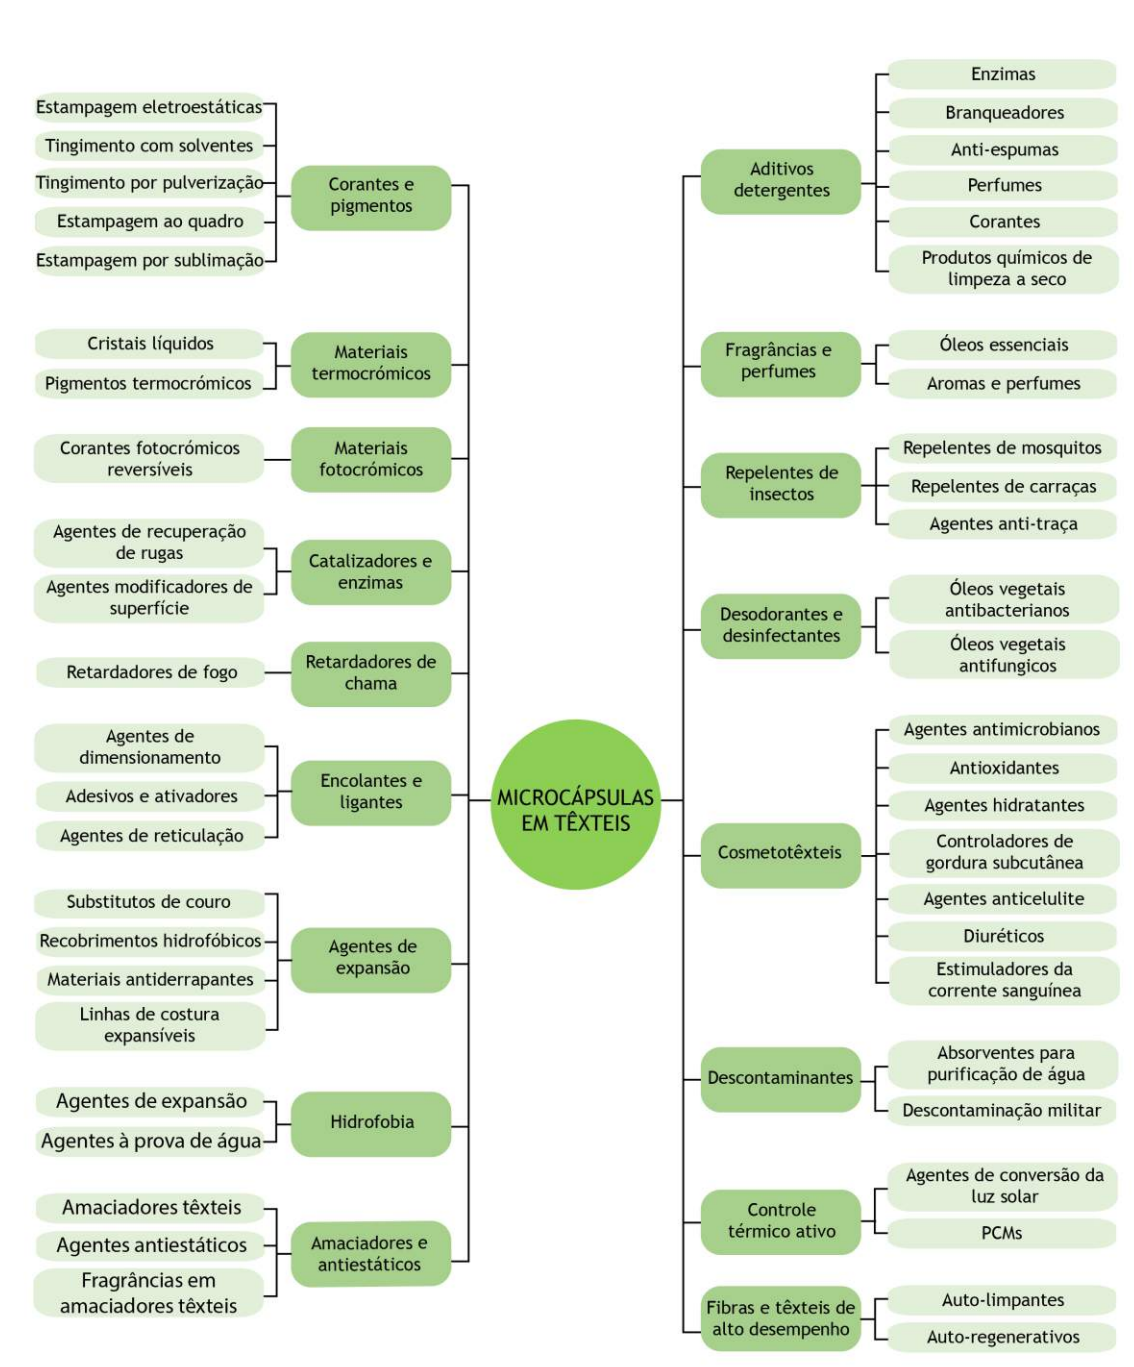 Estampagem eletroestáticas
Tingimento com solventes
Tingimento por pulverização
Estampagem ao quadro
Estampagem por sublimação
Corantes e
pigmentos
Cristais líquidos
Pigmentos termocrómicos
Materiais
termocrómicos
Corantes fotocrómicos
reversíveis
Materiais
fotocrómicos
Agentes de recuperação
de rugas
Agentes modificadores de
superfície
Catalizadores e
enzimas
Retardadores de fogo
Retardadores de
chama
Agentes de
dimensionamento
Adesivos e ativadores
Agentes de reticulação
Encolantes e
ligantes
Substitutos de couro
Recobrimentos hidrofóbicos
Materiais antiderrapantes
Linhas de costura
expansíveis
Agentes de
expansão
Agentes de expansão
Agentes à prova de água
Hidrofobia
Amaciadores têxteis
Agentes antiestáticos
Fragrâncias em
amaciadores têxteis
Amaciadores e
antiestáticos
MICROCÁPSULAS
EM TÊXTEIS
Aditivos
detergentes
Enzimas
Branqueadores
Anti-espumas
Perfumes
Corantes
Produtos químicos de
limpeza a seco
Fragrâncias e
perfumes
Óleos essenciais
Aromas e perfumes
Repelentes de
insectos
Repelentes de mosquitos
Repelentes de carraças
Agentes anti-traça
Desodorantes e
desinfectantes
Óleos vegetais
antibacterianos
Óleos vegetais
antifungicos
Cosmetotêxteis
Agentes antimicrobianos
Antioxidantes
Agentes hidratantes
Controladores de
gordura subcutânea
Agentes anticelulite
Diuréticos
Estimuladores da
corrente sanguínea
Descontaminantes
Absorventes para
purificação de água
Descontaminação militar
Controle
térmico ativo
Agentes de conversão da
luz solar
PCMs
Fibras e têxteis de
alto desempenho
Auto-limpantes
Auto-regenerativos